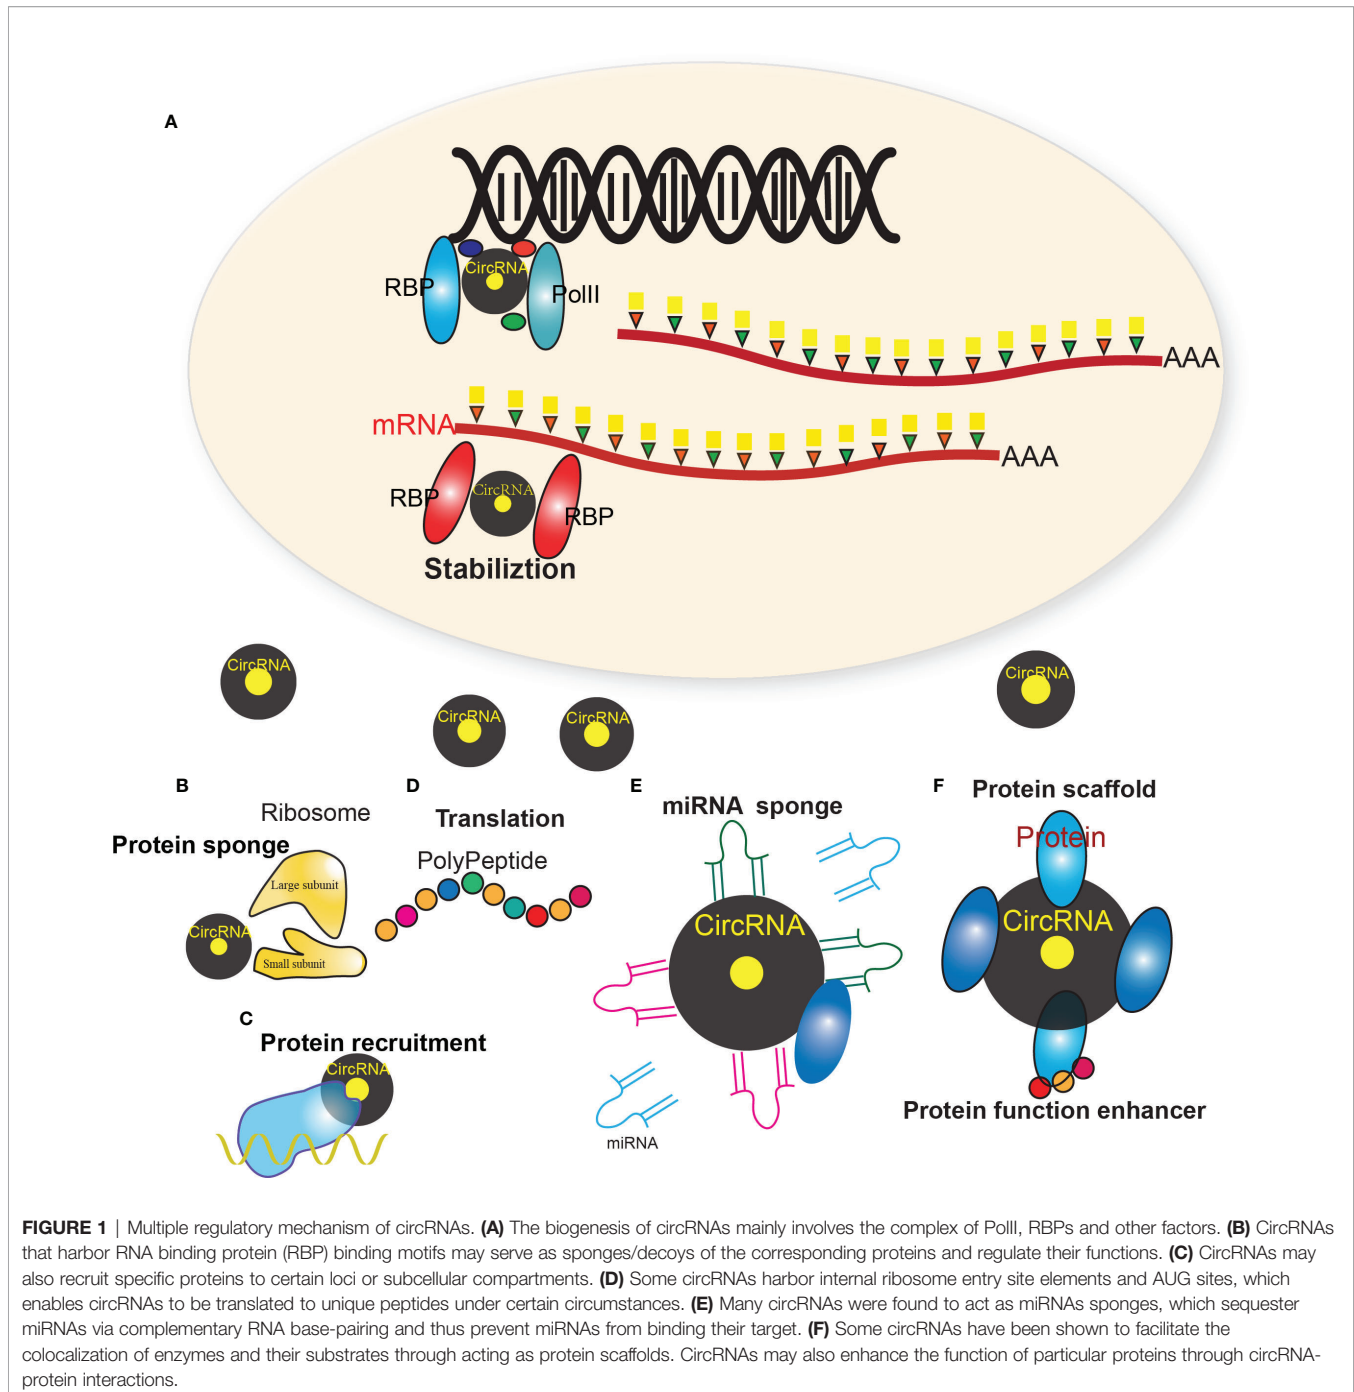 A
CircRNA
RBP
PolII
AAA
mRNA
AAA
CircRNA
RBP
RBP
Stabiliztion
CircRNA
CircRNA
CircRNA
CircRNA
B
Ribosome
Protein sponge
Large subunit
CircRNA
Small subunit
C
Protein recruitment
CircRNA
D
Translation
PolyPeptide
E
miRNA sponge
CircRNA
miRNA
F
Protein scaffold
Protein
CircRNA
Protein function enhancer
FIGURE 1 | Multiple regulatory mechanism of circRNAs. (A) The biogenesis of circRNAs mainly involves the complex of PolII, RBPs and other factors. (B) CircRNAs
that harbor RNA binding protein (RBP) binding motifs may serve as sponges/decoys of the corresponding proteins and regulate their functions. (C) CircRNAs may
also recruit specific proteins to certain loci or subcellular compartments. (D) Some circRNAs harbor internal ribosome entry site elements and AUG sites, which
enables circRNAs to be translated to unique peptides under certain circumstances. (E) Many circRNAs were found to act as miRNAs sponges, which sequester
miRNAs via complementary RNA base-pairing and thus prevent miRNAs from binding their target. (F) Some circRNAs have been shown to facilitate the
colocalization of enzymes and their substrates through acting as protein scaffolds. CircRNAs may also enhance the function of particular proteins through circRNA-
protein interactions.